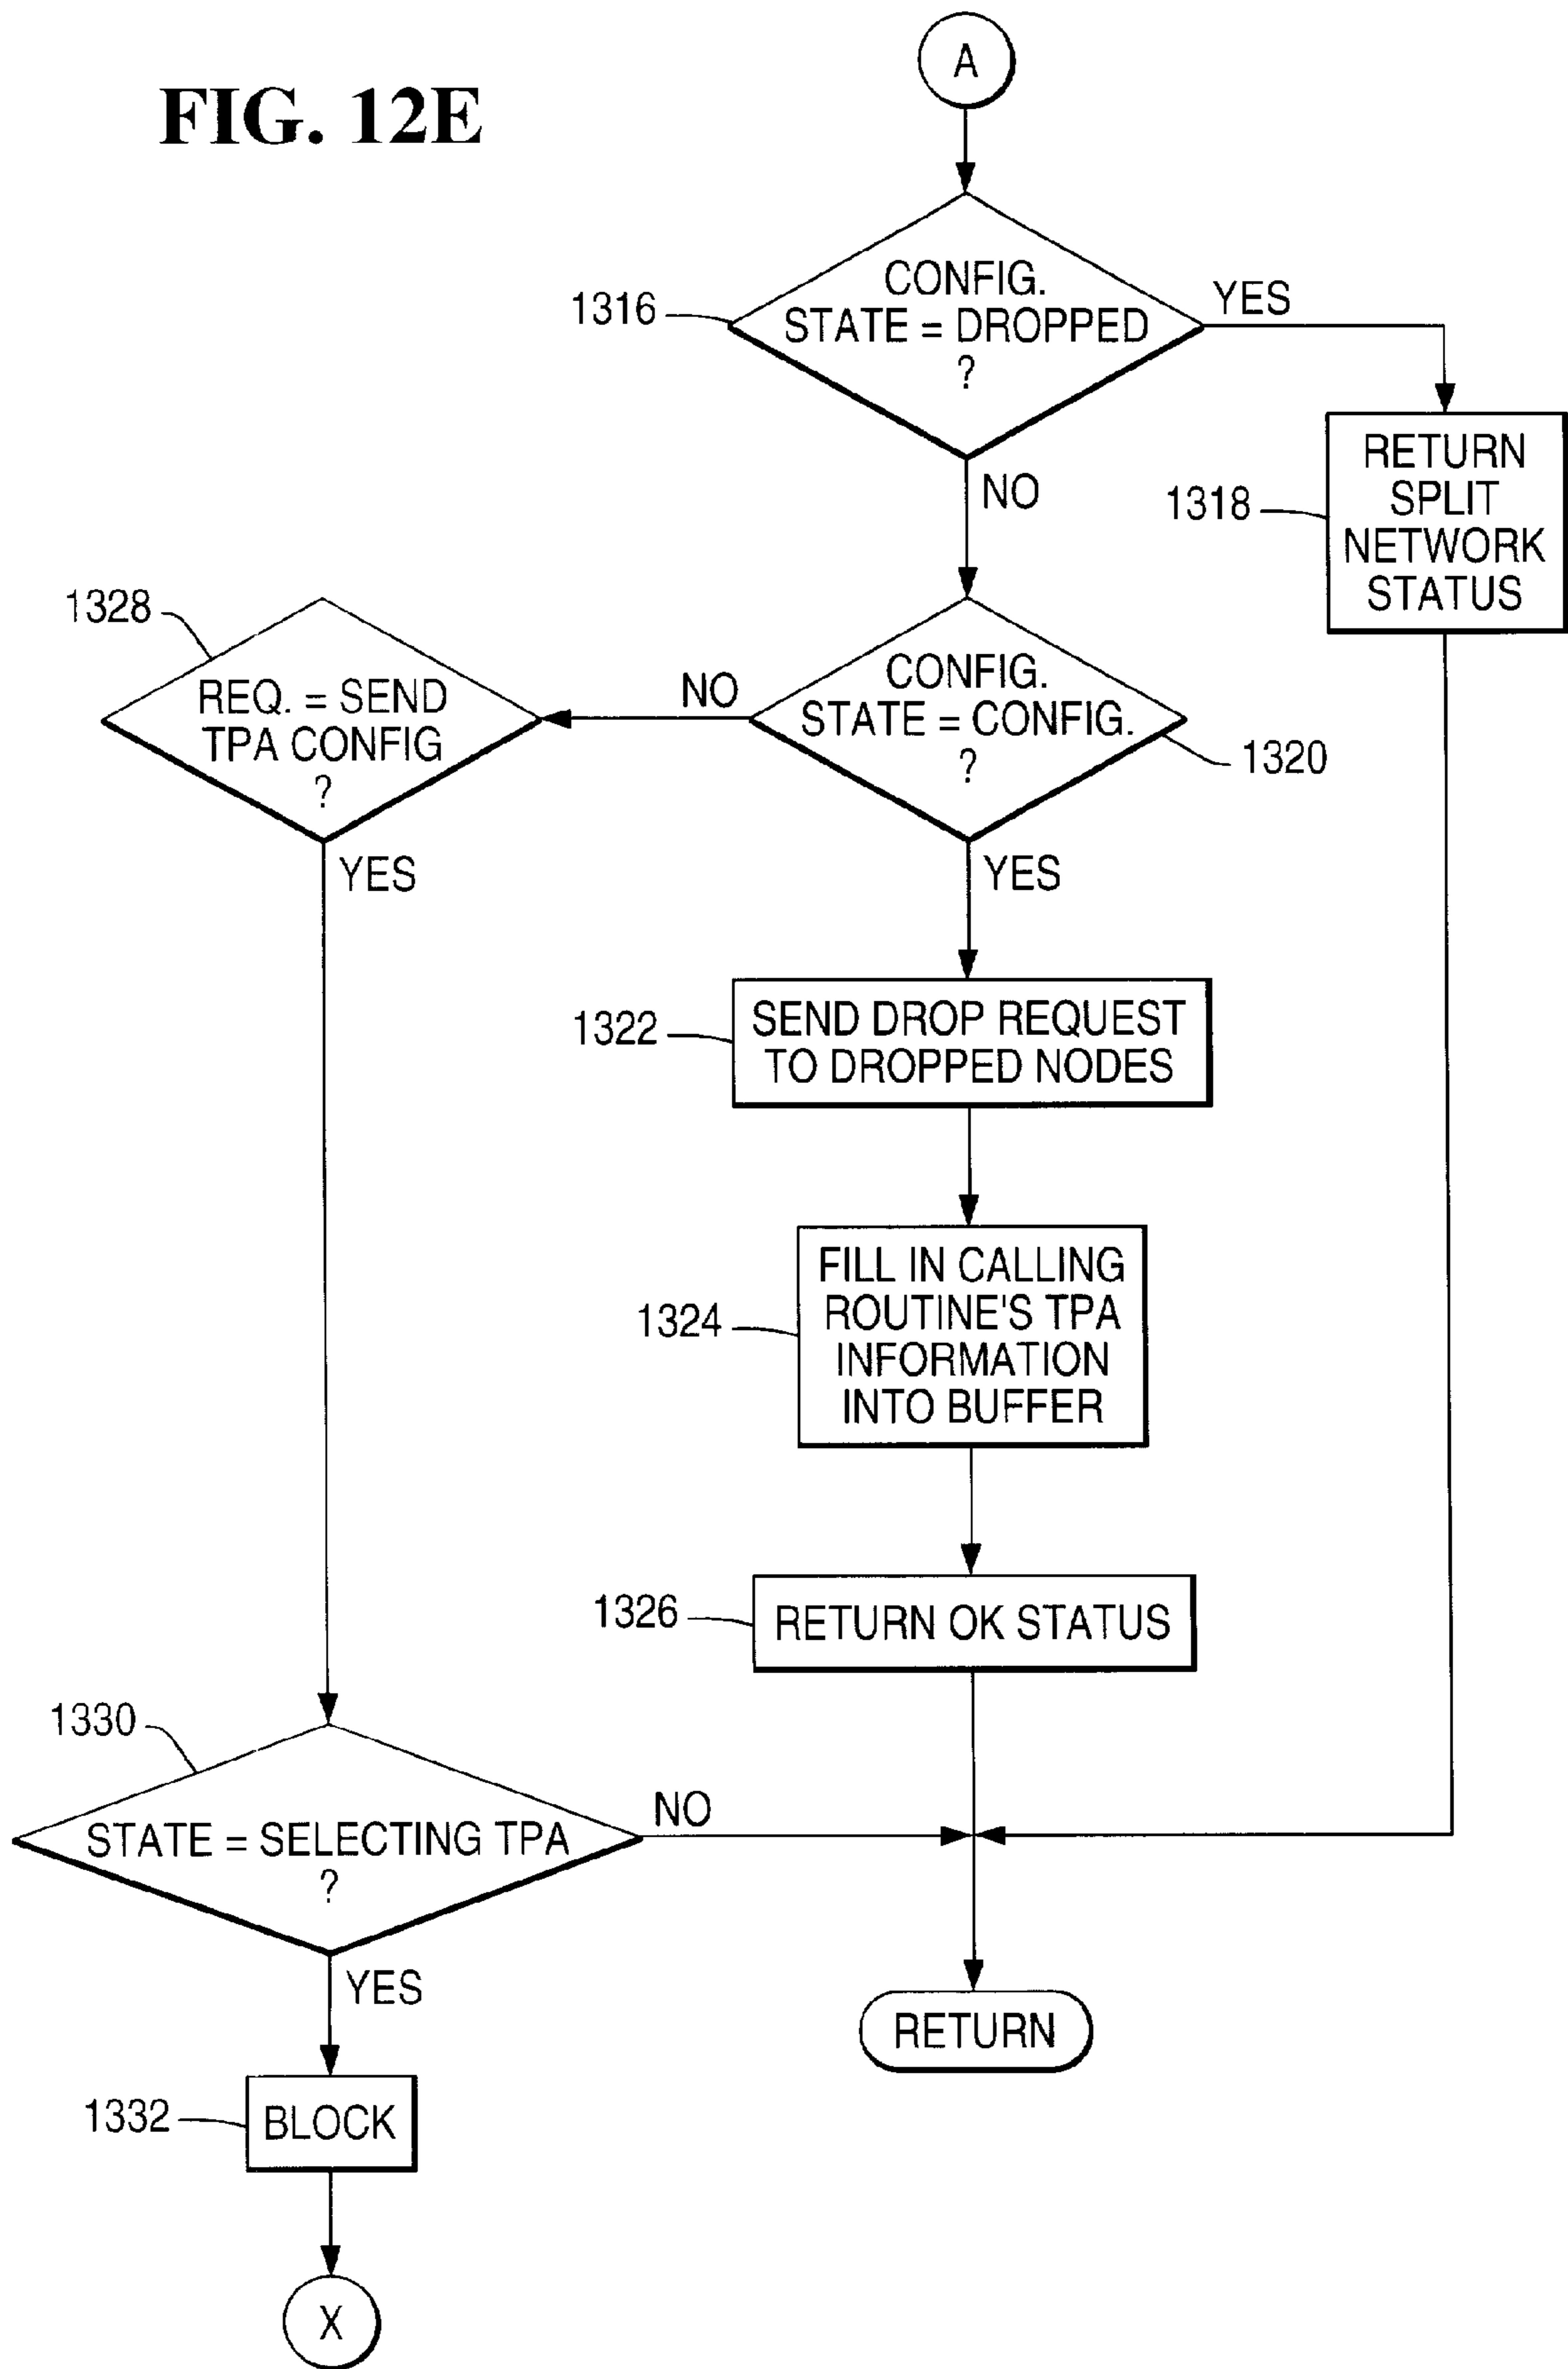 FIG. 12E
A
CONFIG.
STATE = DROPPED
?
1316
YES
NO
RETURN
SPLIT
NETWORK
STATUS
1318
1328
REQ. = SEND
TPA CONFIG
?
NO
CONFIG.
STATE = CONFIG.
?
1320
YES
YES
1322
SEND DROP REQUEST
TO DROPPED NODES
1324
FILL IN CALLING
ROUTINE'S TPA
INFORMATION
INTO BUFFER
1326
RETURN OK STATUS
1330
STATE = SELECTING TPA
?
NO
YES
RETURN
1332
BLOCK
X